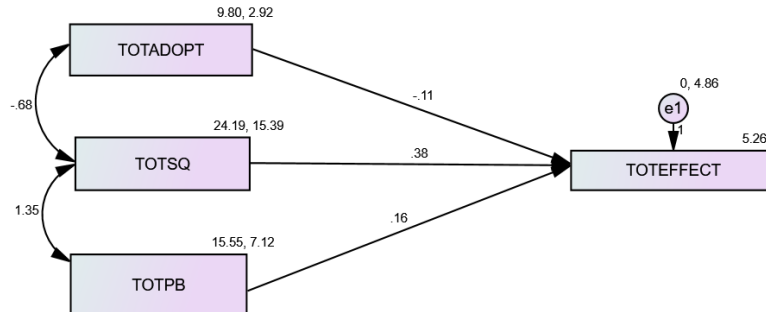 9.80, 2.92
TOTADOPT
-.68
-.11
0, 4.86
e1
1
24.19, 15.39
5.26
TOTSQ
.38
TOTEFFECT
1.35
.16
15.55, 7.12
TOTPB